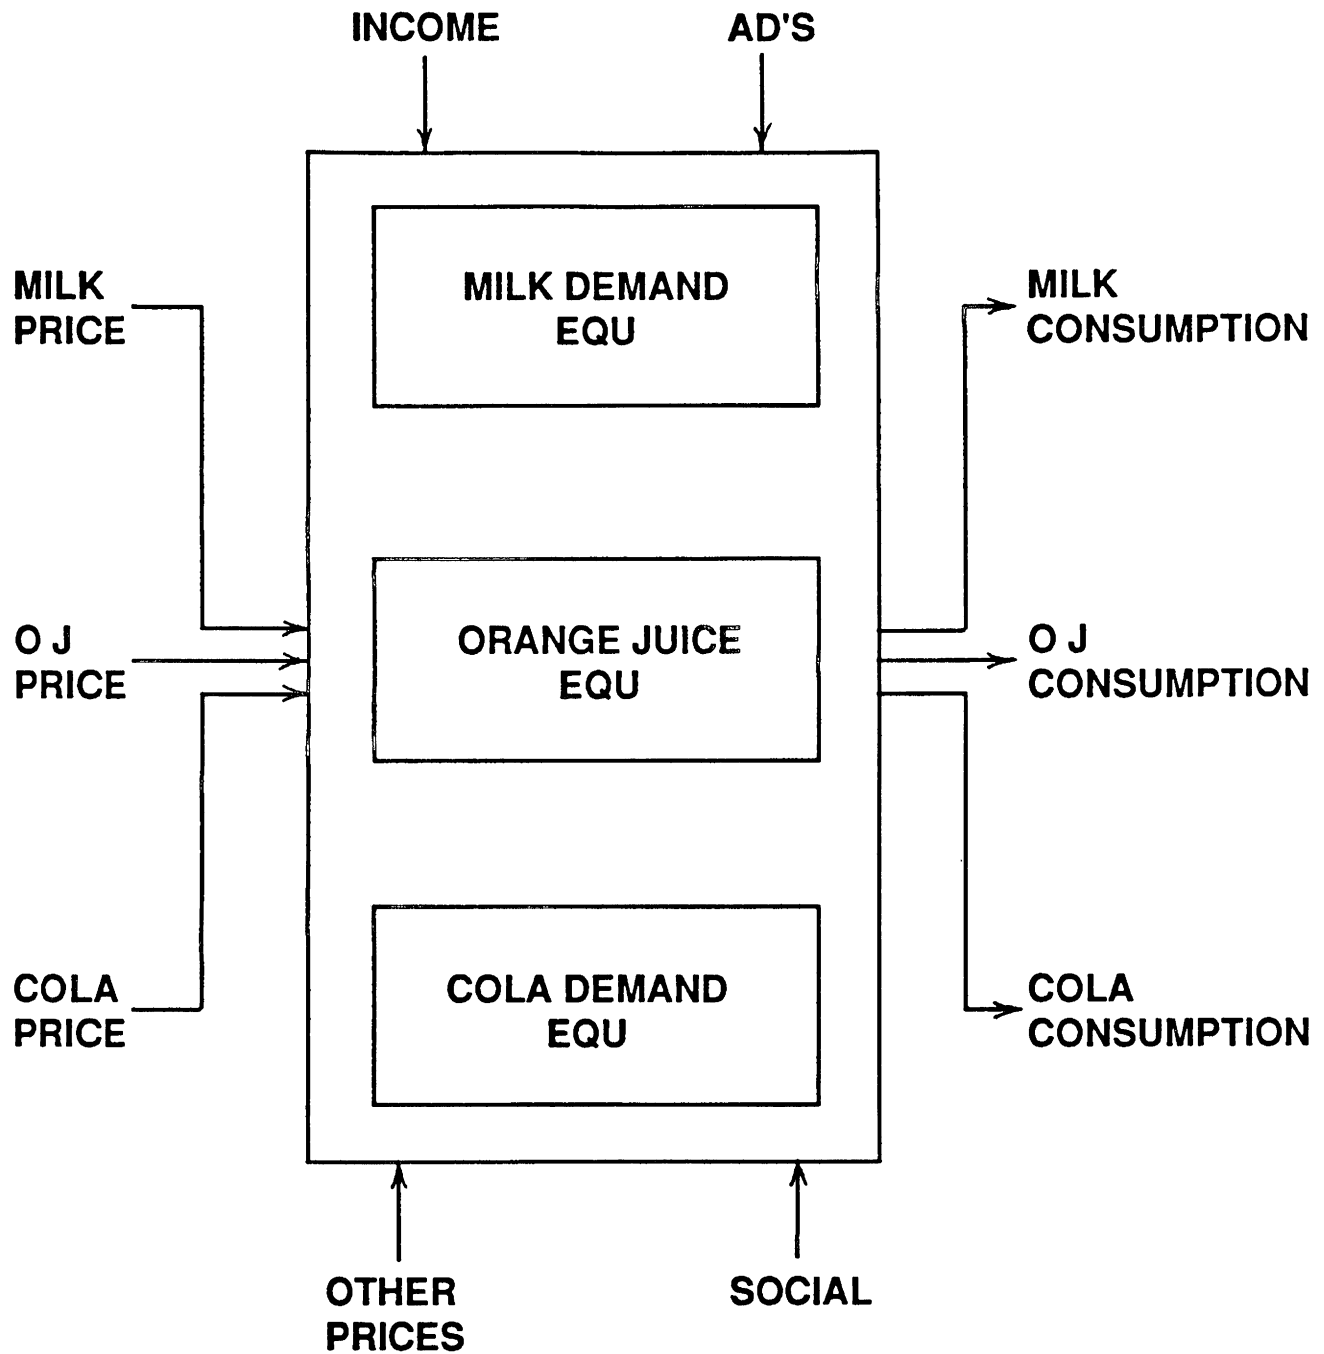 INCOME
AD'S
MILK DEMAND
EQU
MILK
PRICE
MILK
CONSUMPTION
ORANGE JUICE
EQU
O J
PRICE
O J
CONSUMPTION
COLA DEMAND
EQU
COLA
PRICE
COLA
CONSUMPTION
OTHER
PRICES
SOCIAL